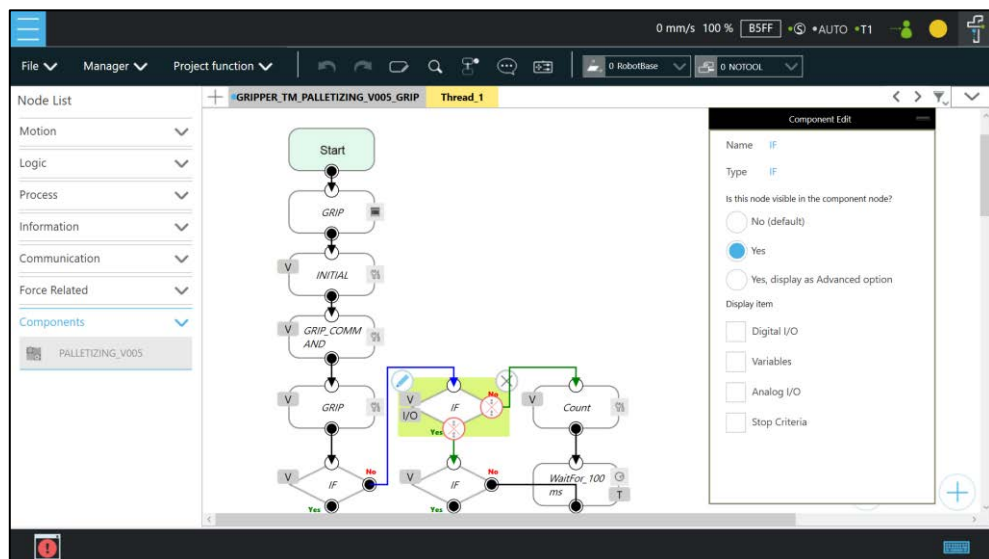 0 mm/s 100 % B5FF •Ⓢ •AUTO •T1
File Manager Project function 0 RobotBase 0 NOTOOL
Node List
GRIPPER_TM_PALLETIZING_V005_GRIP Thread_1
Motion
Logic
Process
Information
Communication
Force Related
Components
PALLETIZING_V005
Start
GRIP
V INITIAL
V GRIP_COMM
AND
V GRIP
V IF No
Yes
V IF No
I/O
Yes
V IF No
Yes
V Count
WaitFor_100
ms T
Component Edit
Name IF
Type IF
Is this node visible in the component node?
No (default)
Yes
Yes, display as Advanced option
Display item
Digital I/O
Variables
Analog I/O
Stop Criteria